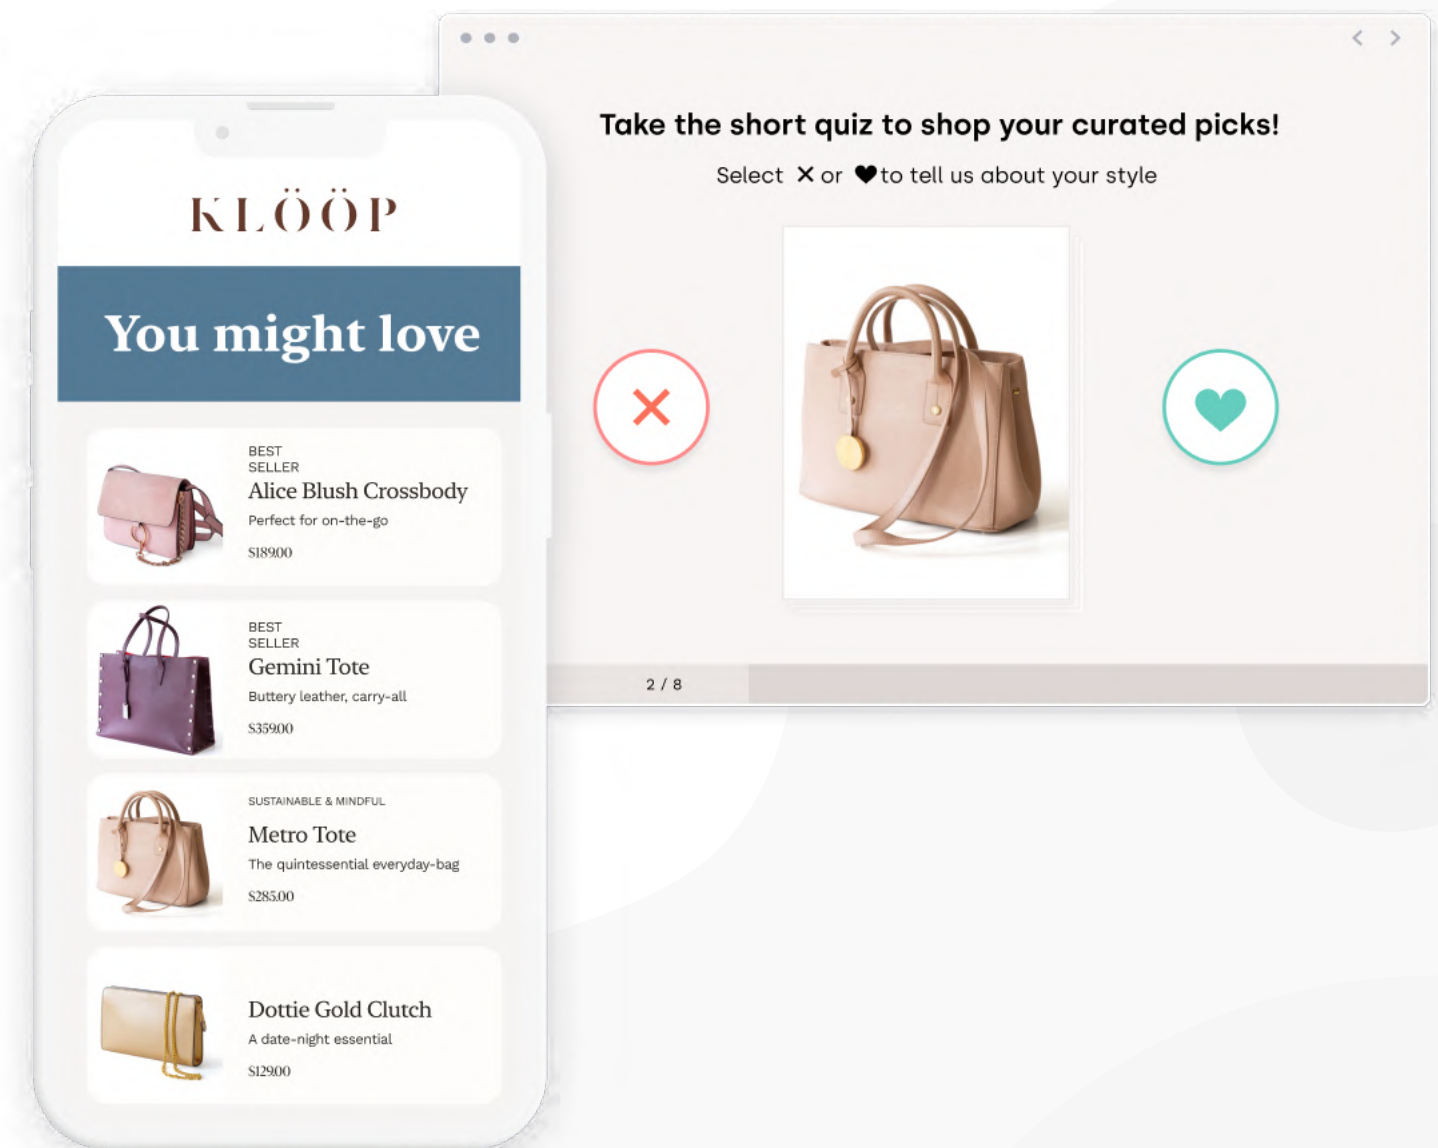 KLÖÖP
You might love
BEST
SELLER
Alice Blush Crossbody
Perfect for on-the-go
$189.00
BEST
SELLER
Gemini Tote
Buttery leather, carry-all
$359.00
SUSTAINABLE & MINDFUL
Metro Tote
The quintessential everyday-bag
$285.00
Dottie Gold Clutch
A date-night essential
$129.00
Take the short quiz to shop your curated picks!
Select ✕ or ♥ to tell us about your style
2 / 8